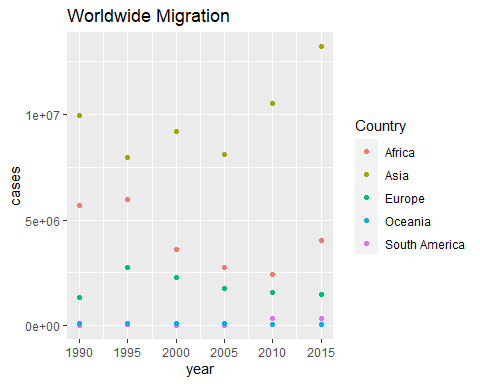 Worldwide Migration
1e+07
5e+06
0e+00
cases
1990 1995 2000 2005 2010 2015
year
Country
Africa
Asia
Europe
Oceania
South America